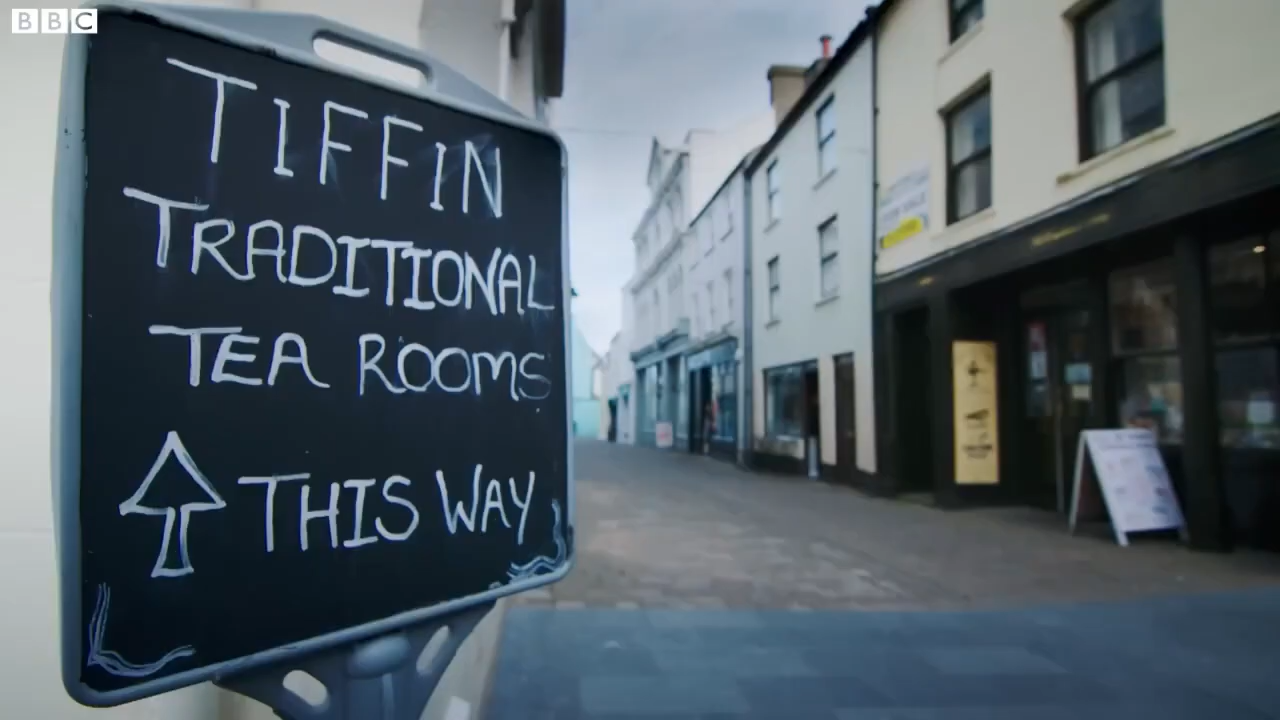 BBC
TIFFIN
TRADITIONAL
TEA ROOMS
THIS WAY